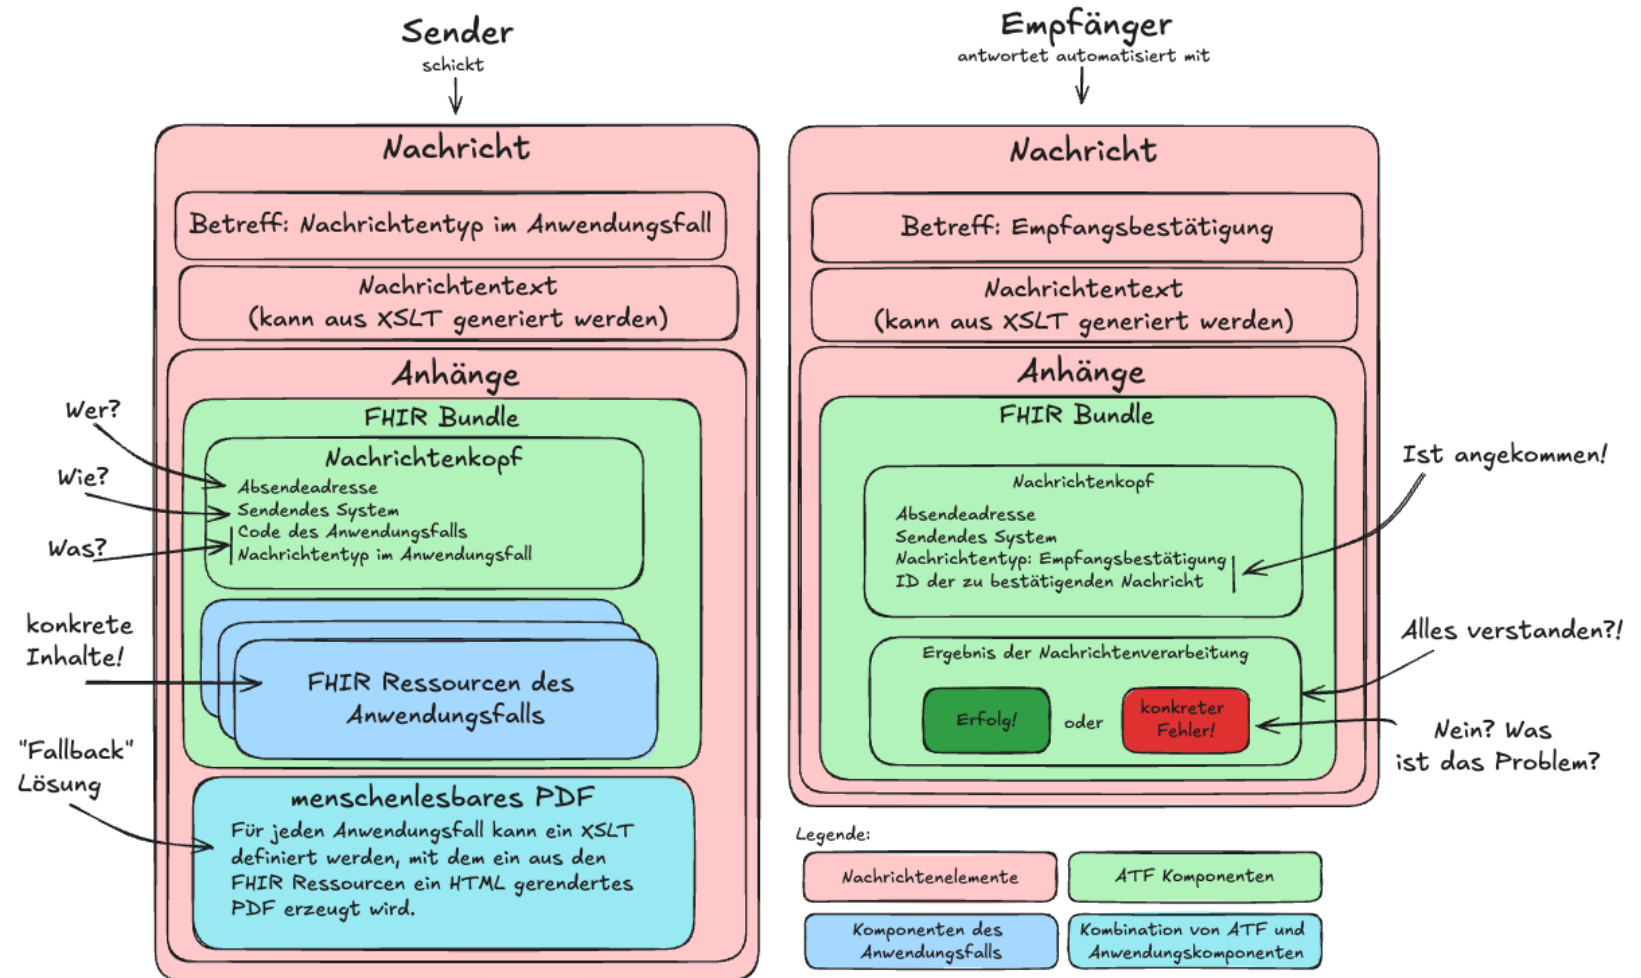 Sender
schickt
Nachricht
Betreff: Nachrichtentyp im Anwendungsfall
Nachrichtentext
(kann aus XSLT generiert werden)
Anhänge
FHIR Bundle
Nachrichtenkopf
Absendeadresse
Sendendes System
Code des Anwendungsfalls
Nachrichtentyp im Anwendungsfall
Wer?
Wie?
Was?
konkrete
Inhalte!
FHIR Ressourcen des
Anwendungsfalls
"Fallback"
Lösung
menschenlesbares PDF
Für jeden Anwendungsfall kann ein XSLT
definiert werden, mit dem ein aus den
FHIR Ressourcen ein HTML gerendertes
PDF erzeugt wird.
Empfänger
antwortet automatisiert mit
Nachricht
Betreff: Empfangsbestätigung
Nachrichtentext
(kann aus XSLT generiert werden)
Anhänge
FHIR Bundle
Nachrichtenkopf
Absendeadresse
Sendendes System
Nachrichtentyp: Empfangsbestätigung
ID der zu bestätigenden Nachricht
Ist angekommen!
Ergebnis der Nachrichtenverarbeitung
Erfolg!
oder
konkreter
Fehler!
Alles verstanden?!
Nein? Was
ist das Problem?
Legende:
Nachrichtenelemente
ATF Komponenten
Komponenten des
Anwendungsfalls
Kombination von ATF und
Anwendungskomponenten